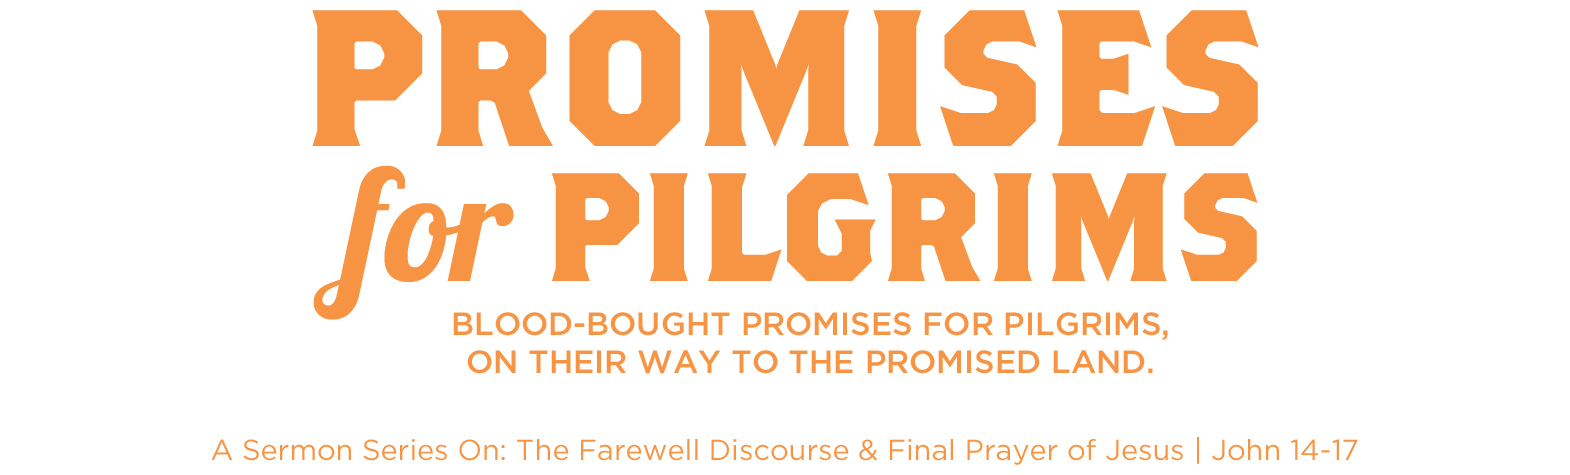 PROMISES
for PILGRIMS
BLOOD-BOUGHT PROMISES FOR PILGRIMS,
ON THEIR WAY TO THE PROMISED LAND.
A Sermon Series On: The Farewell Discourse & Final Prayer of Jesus | John 14-17